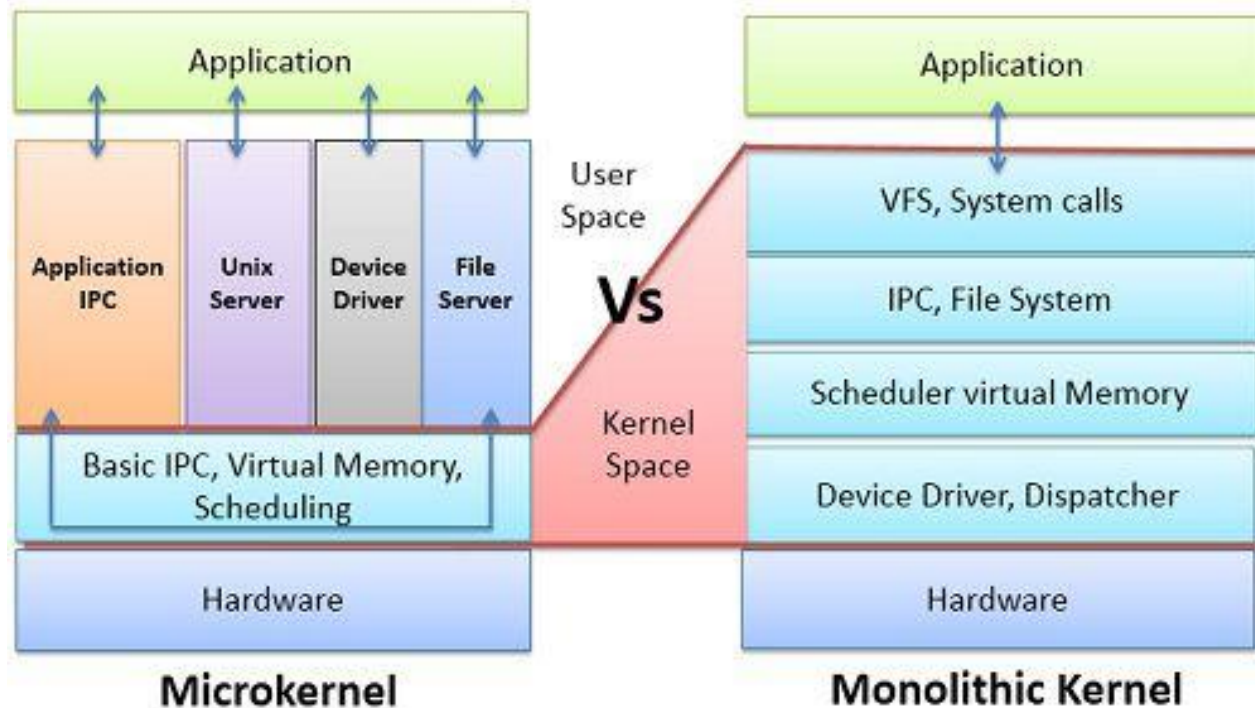 Application
Application
IPC
Unix
Server
Device
Driver
File
Server
Basic IPC, Virtual Memory,
Scheduling
Hardware
Microkernel
User
Space
Vs
Kernel
Space
Application
VFS, System calls
IPC, File System
Scheduler virtual Memory
Device Driver, Dispatcher
Hardware
Monolithic Kernel